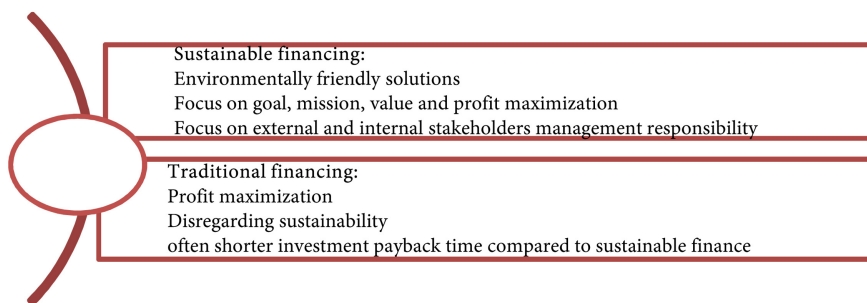 Sustainable financing:
Environmentally friendly solutions
Focus on goal, mission, value and profit maximization
Focus on external and internal stakeholders management responsibility
Traditional financing:
Profit maximization
Disregarding sustainability
often shorter investment payback time compared to sustainable finance